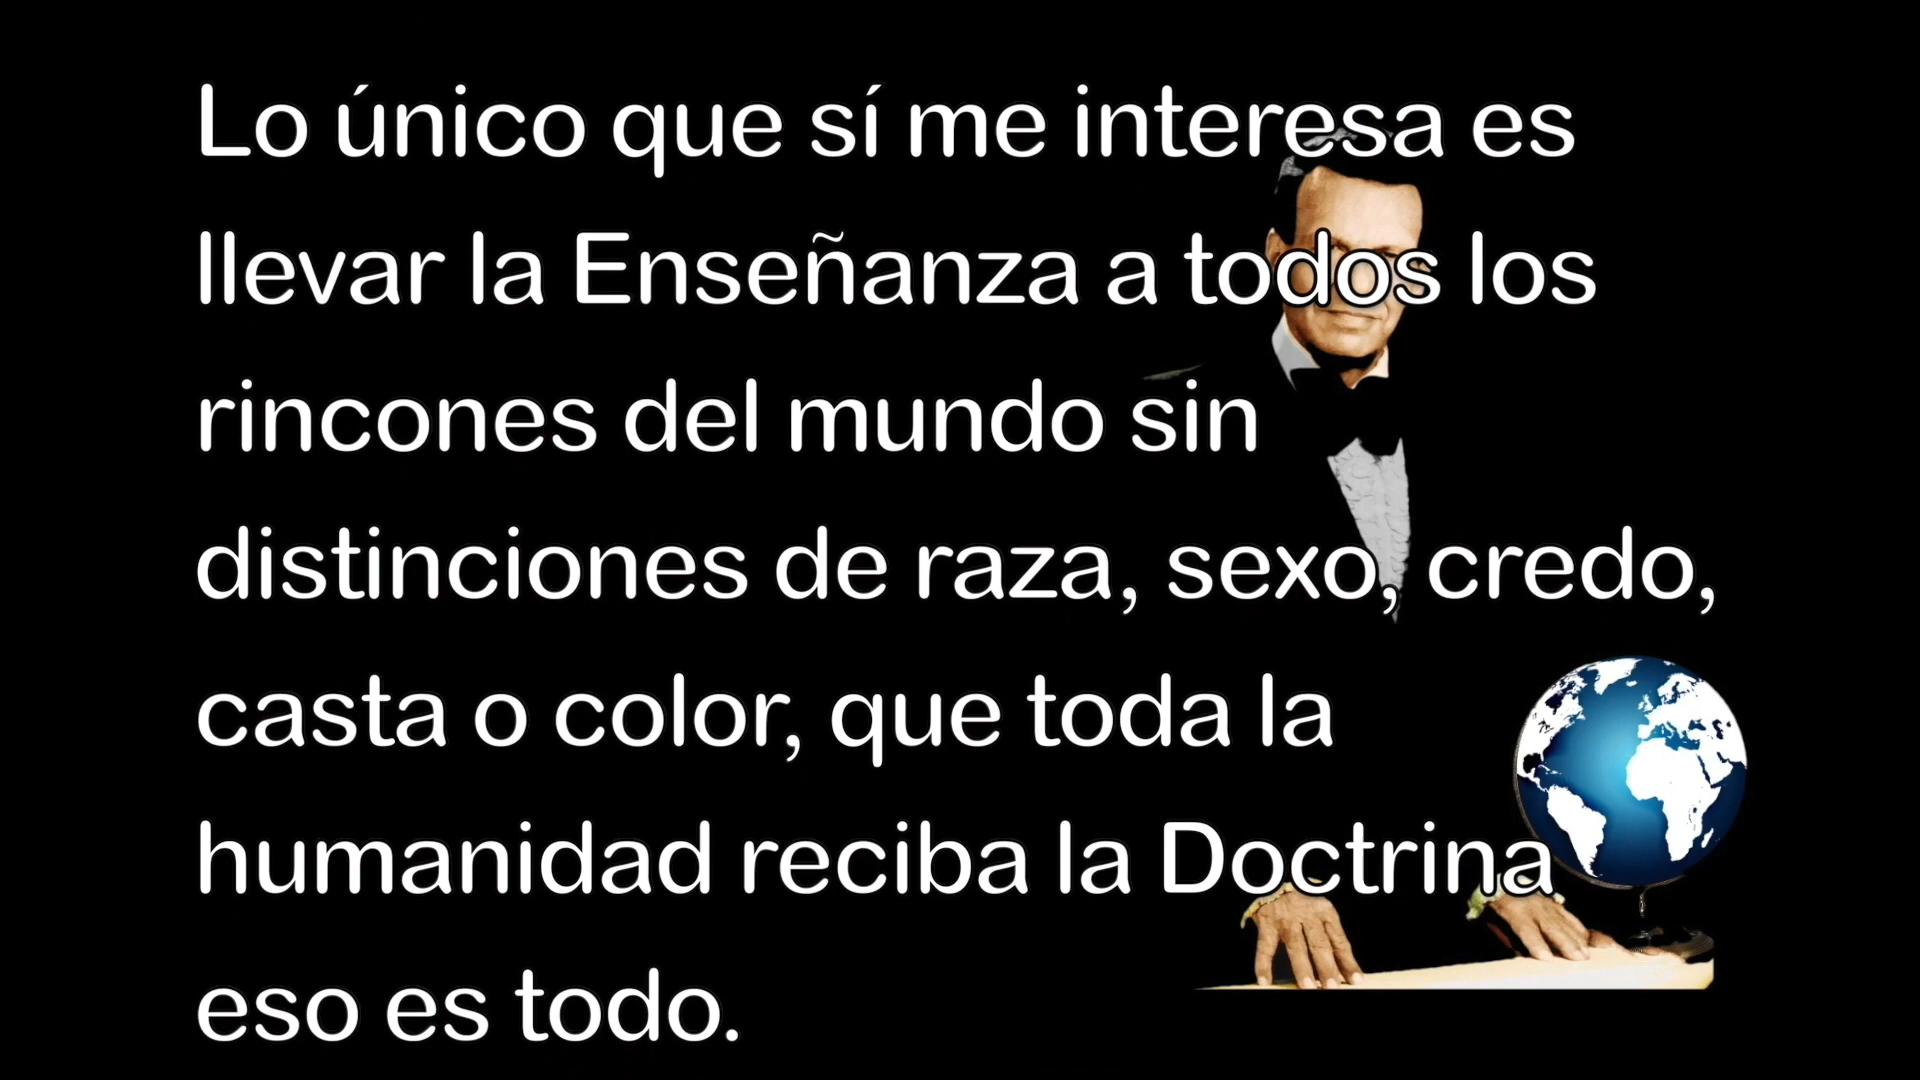 Lo único que sí me interesa es
llevar la Enseñanza a todos los
rincones del mundo sin
distinciones de raza, sexo, credo,
casta o color, que toda la
humanidad reciba la Doctrina
eso es todo.